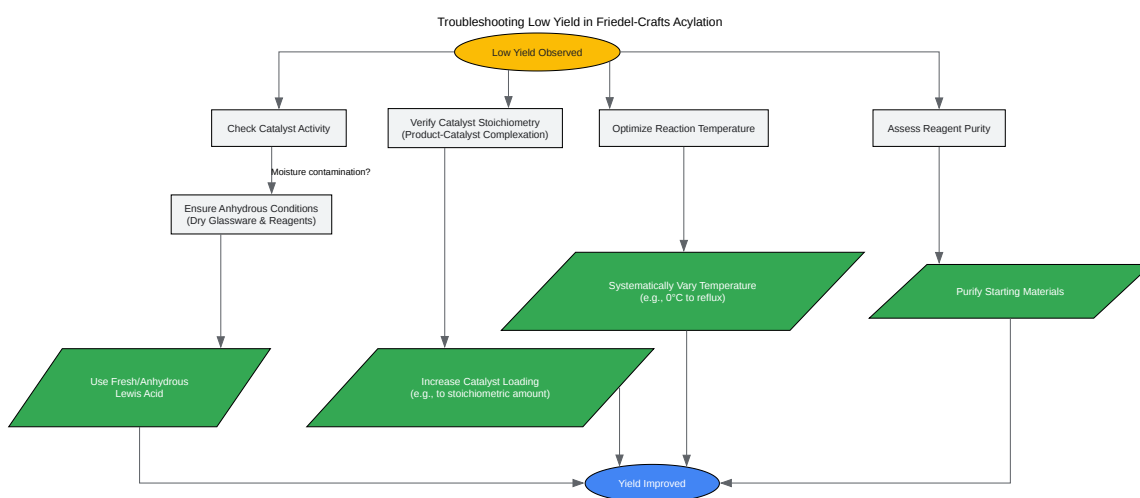 Troubleshooting Low Yield in Friedel-Crafts Acylation
Low Yield Observed
Check Catalyst Activity
Verify Catalyst Stoichiometry
(Product-Catalyst Complexation)
Optimize Reaction Temperature
Assess Reagent Purity
Moisture contamination?
Ensure Anhydrous Conditions
(Dry Glassware & Reagents)
Systematically Vary Temperature
(e.g., 0°C to reflux)
Purify Starting Materials
Use Fresh/Anhydrous
Lewis Acid
Increase Catalyst Loading
(e.g., to stoichiometric amount)
Yield Improved